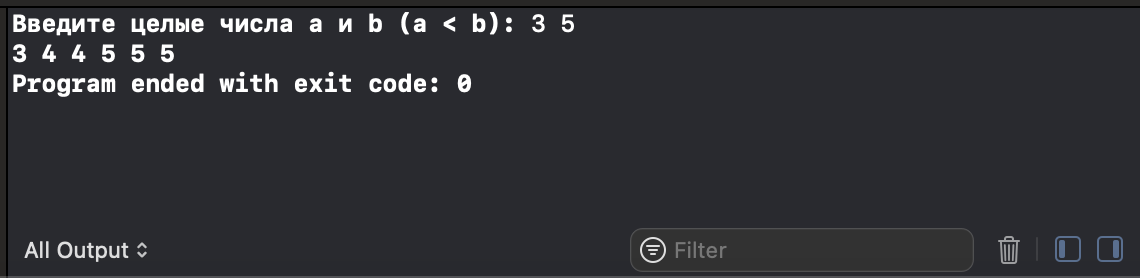 Введите целые числа a и b (a < b): 3 5
3 4 4 5 5 5
Program ended with exit code: 0
All Output
Filter